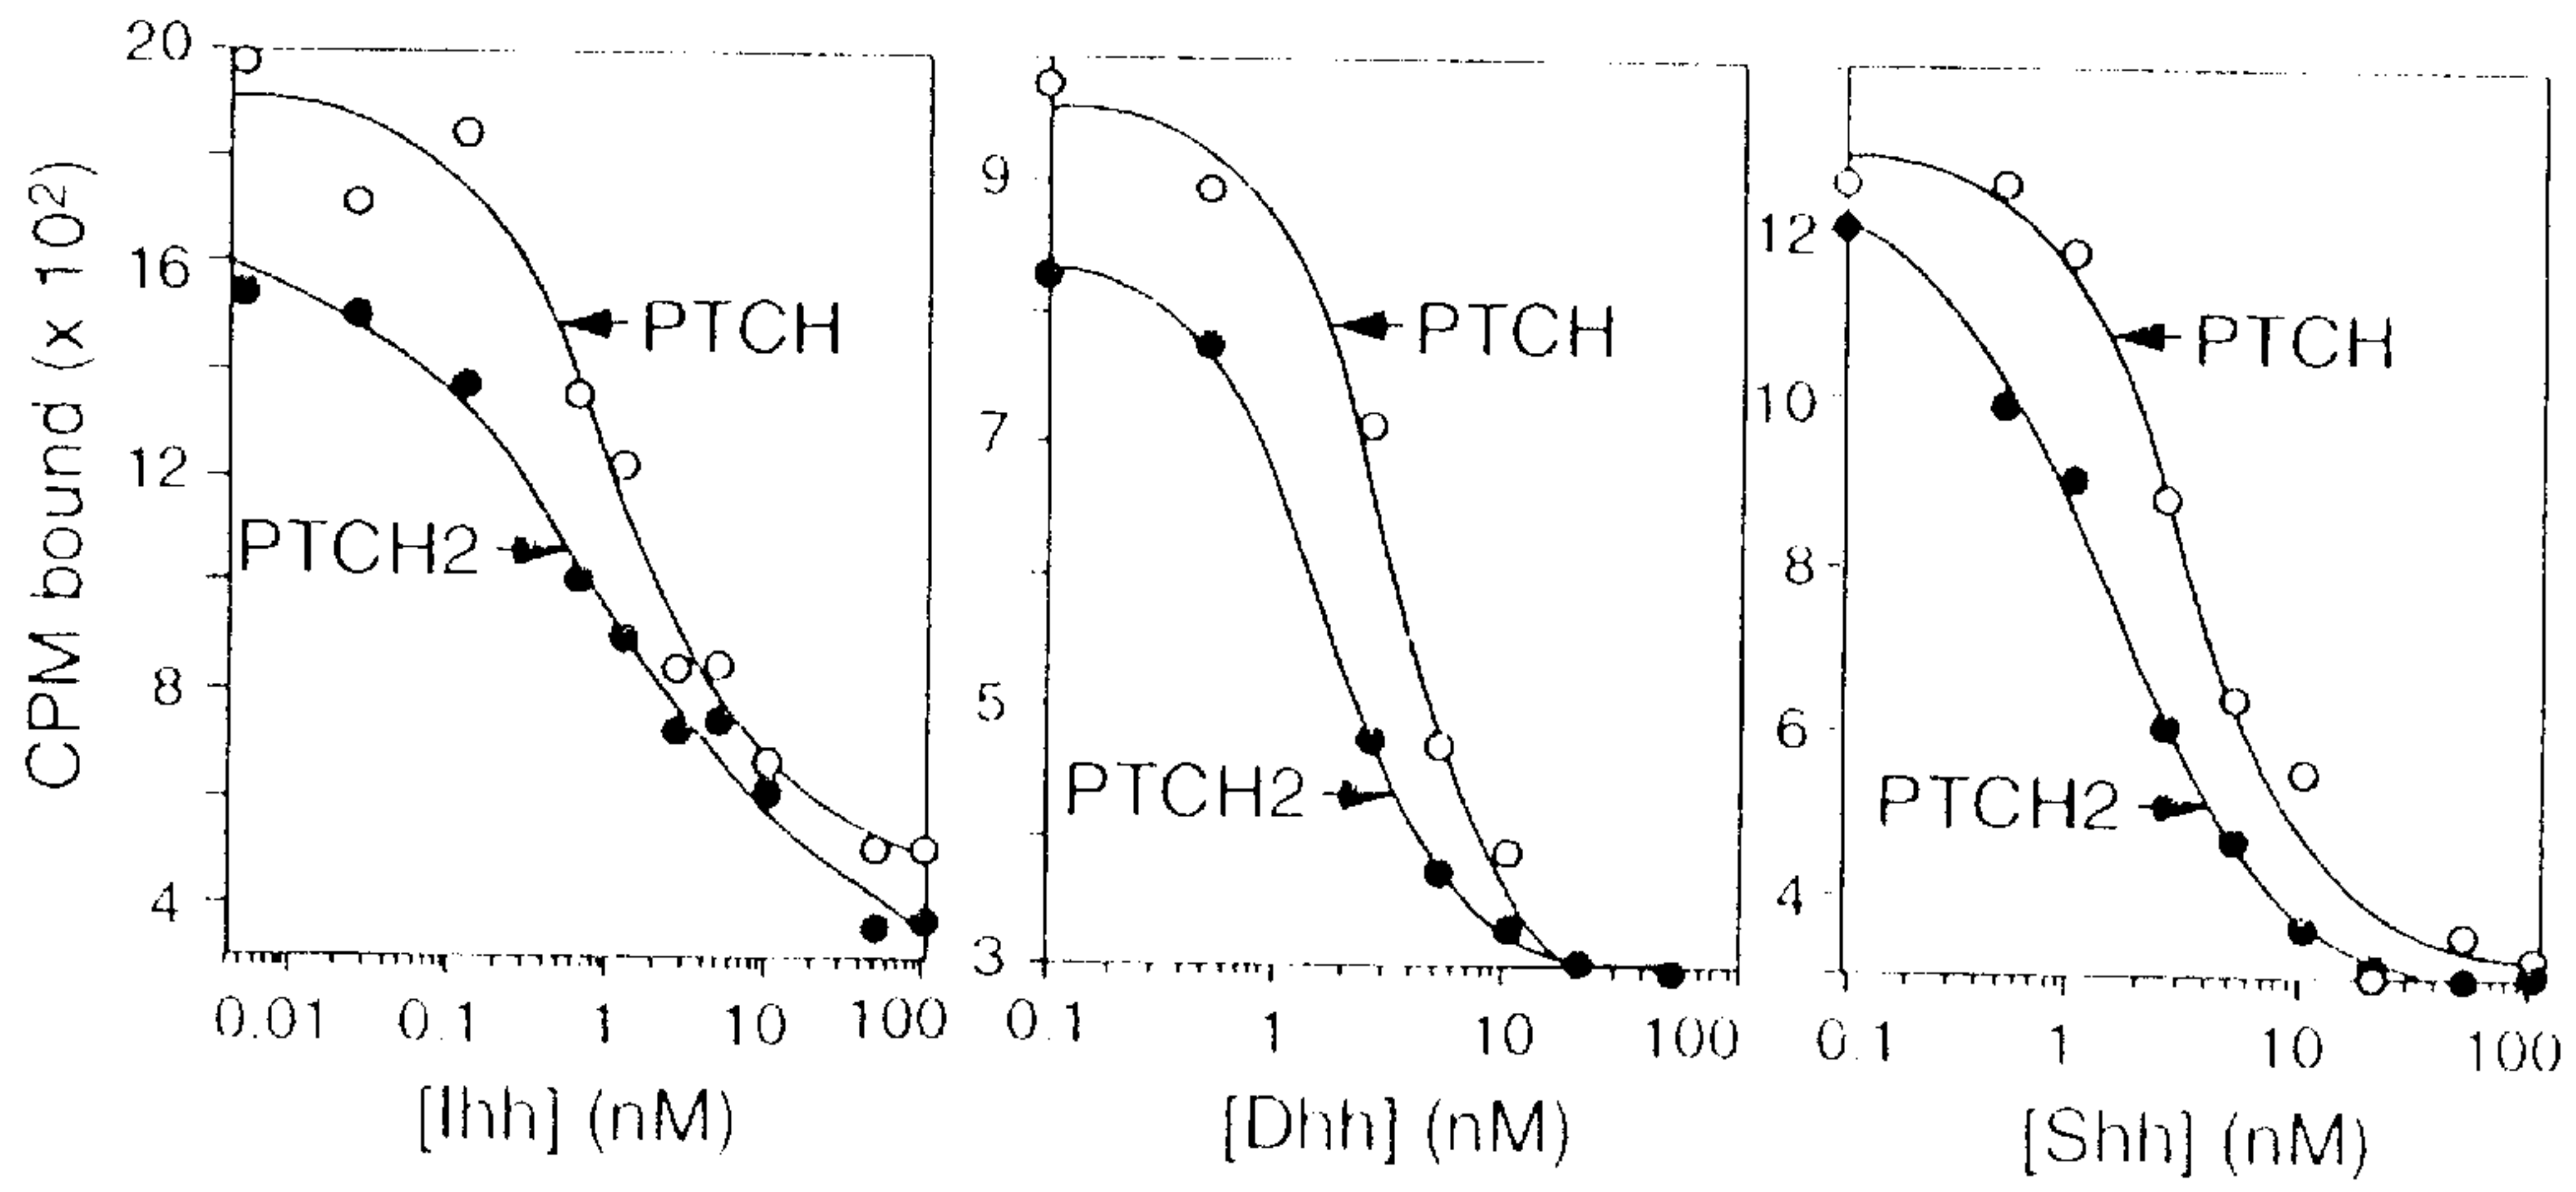 CPM bound (x 10²)
20
16
12
8
4
PTCH
PTCH2
0.01 0.1 1 10 100
[Ihh] (nM)
9
7
5
3
PTCH
PTCH2
0.1 1 10 100
[Dhh] (nM)
12
10
8
6
4
PTCH
PTCH2
0.1 1 10 100
[Shh] (nM)